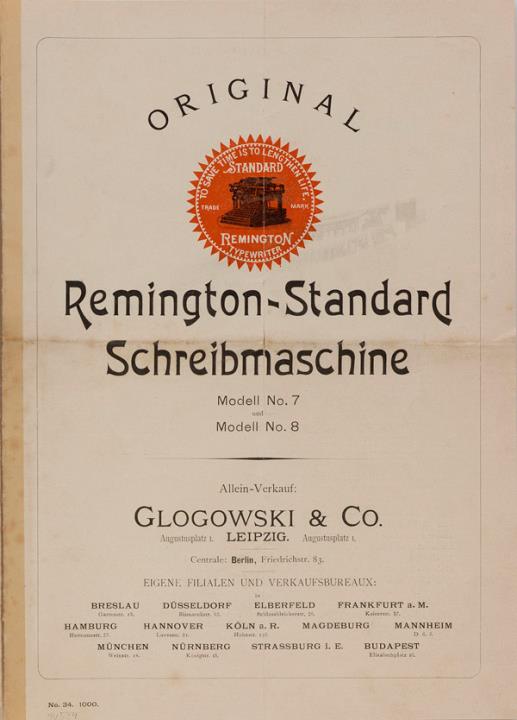 ORIGINAL
TO SAVE TIME IS TO LENGTHEN LIFE.
STANDARD
TRADE MARK
REMINGTON
TYPEWRITER
Remington-Standard
Schreibmaschine
Modell No. 7
und
Modell No. 8
Allein-Verkauf:
GLOGOWSKI & CO.
Augustusplatz 1. LEIPZIG. Augustusplatz 1.
Centrale: Berlin, Friedrichstr. 83.
EIGENE FILIALEN UND VERKAUFSBUREAUX:
in
BRESLAU DÜSSELDORF ELBERFELD FRANKFURT a. M.
HAMBURG HANNOVER KÖLN a. R. MAGDEBURG MANNHEIM
MÜNCHEN NÜRNBERG STRASSBURG i. E. BUDAPEST
No. 34. 1000.